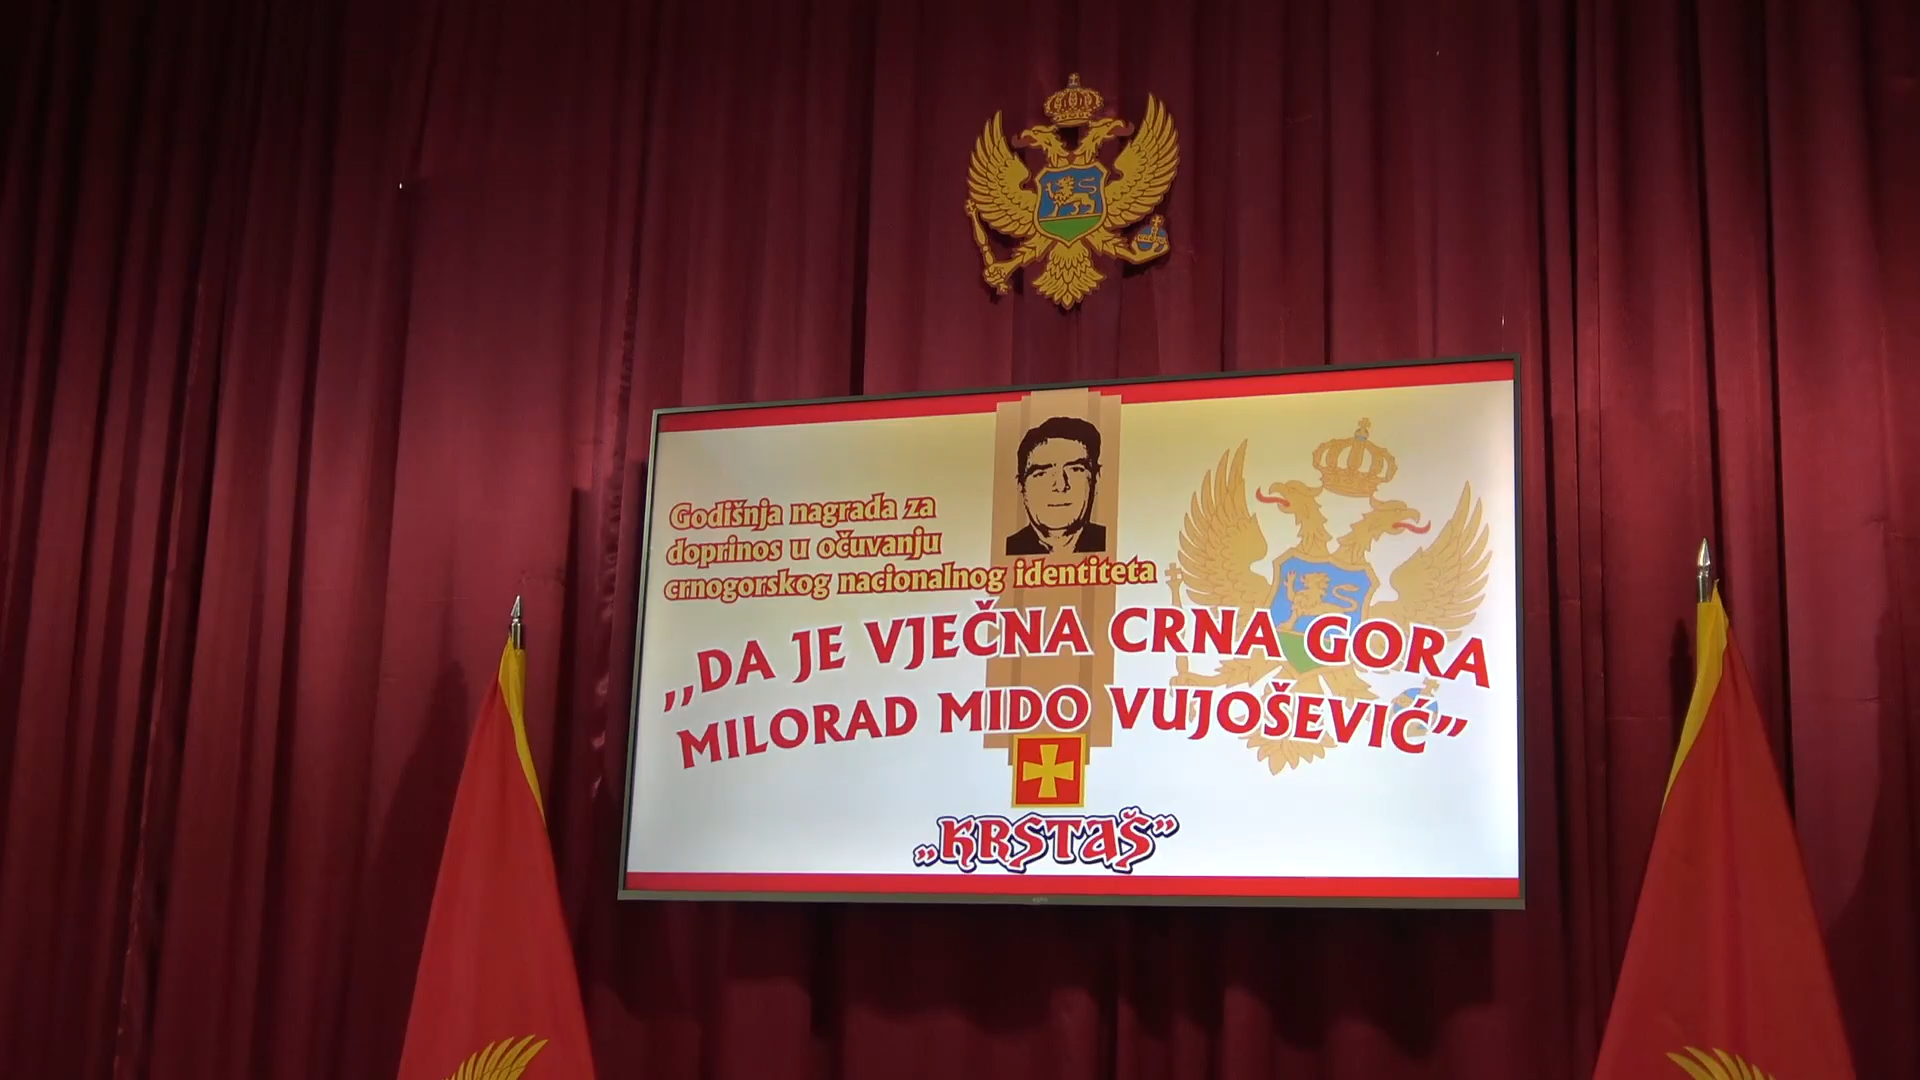 Godišnja nagrada za
doprinos u očuvanju
crnogorskog nacionalnog identiteta
,,DA JE VJEČNA CRNA GORA
MILORAD MIDO VUJOŠEVIĆ”
„KRSTAŠ”